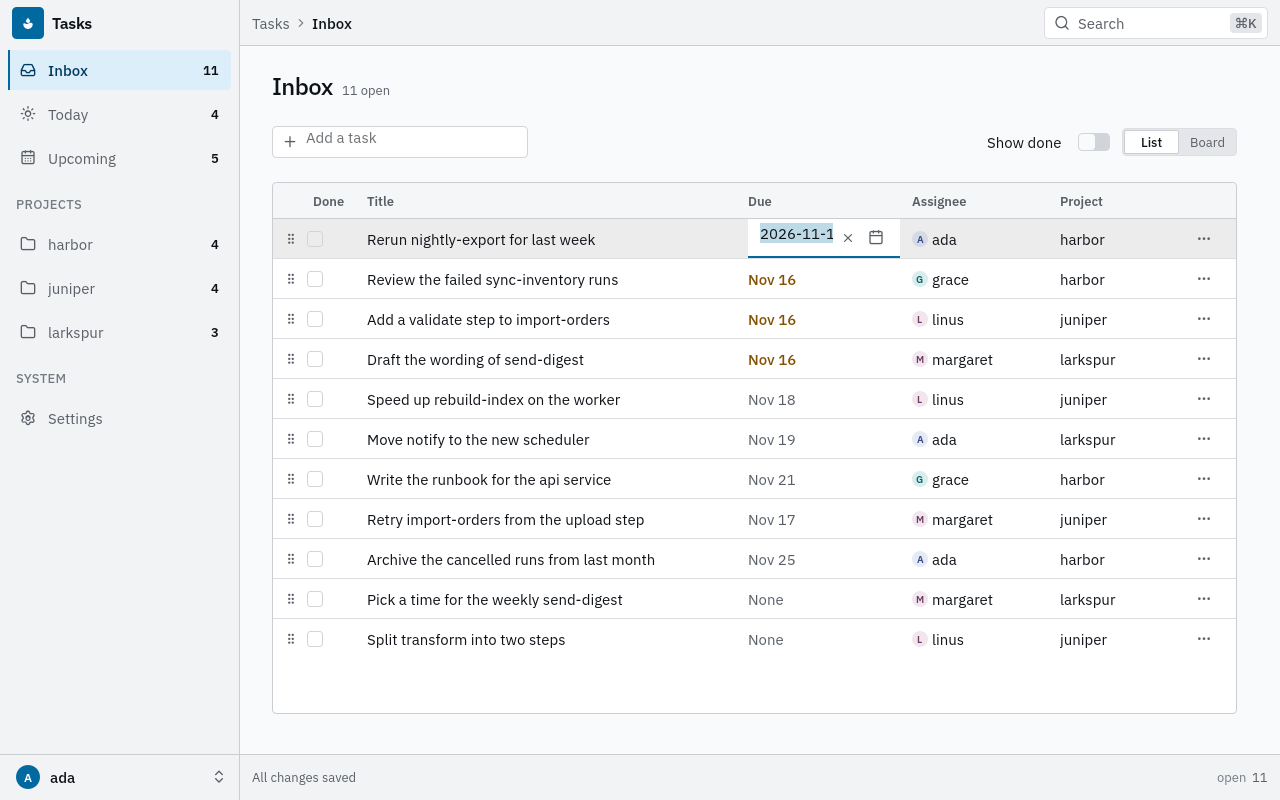 Tasks
Tasks > Inbox
Search ⌘K
Inbox 11
Today 4
Upcoming 5
PROJECTS
harbor 4
juniper 4
larkspur 3
SYSTEM
Settings
Inbox 11 open
Add a task
Show done List Board
Done Title Due Assignee Project
Rerun nightly-export for last week 2026-11-1 A ada harbor
Review the failed sync-inventory runs Nov 16 G grace harbor
Add a validate step to import-orders Nov 16 L linus juniper
Draft the wording of send-digest Nov 16 M margaret larkspur
Speed up rebuild-index on the worker Nov 18 L linus juniper
Move notify to the new scheduler Nov 19 A ada larkspur
Write the runbook for the api service Nov 21 G grace harbor
Retry import-orders from the upload step Nov 17 M margaret juniper
Archive the cancelled runs from last month Nov 25 A ada harbor
Pick a time for the weekly send-digest None M margaret larkspur
Split transform into two steps None L linus juniper
A ada
All changes saved
open 11